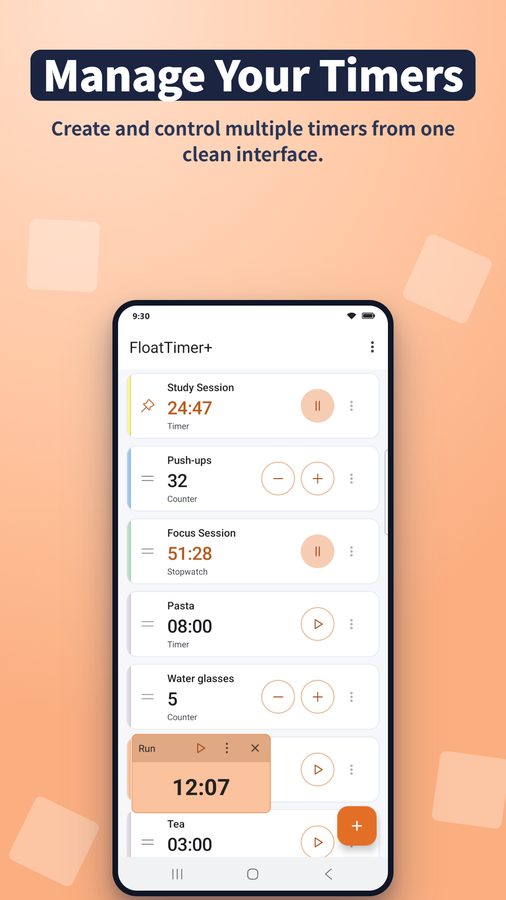 Manage Your Timers
Create and control multiple timers from one
clean interface.
9:30
FloatTimer+
Study Session
24:47
Timer
Push-ups
32
Counter
Focus Session
51:28
Stopwatch
Pasta
08:00
Timer
Water glasses
5
Counter
Run
12:07
Tea
03:00